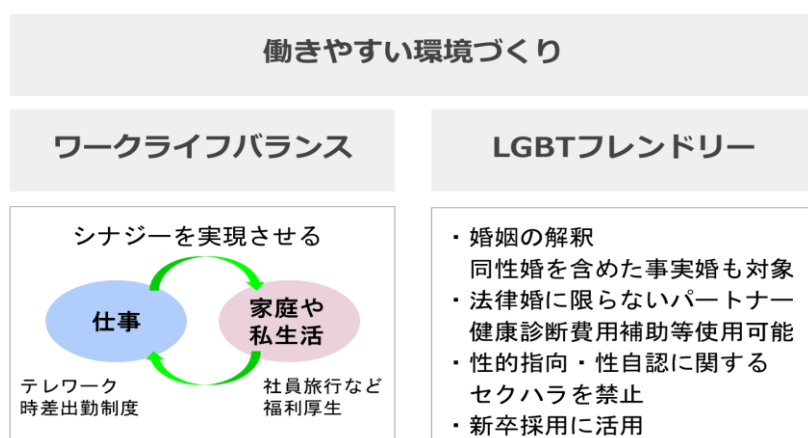 働きやすい環境づくり
ワークライフバランス
シナジーを実現させる
仕事
家庭や
私生活
テレワーク
時差出勤制度
社員旅行など
福利厚生
LGBTフレンドリー
・婚姻の解釈
同性婚を含めた事実婚も対象
・法律婚に限らないパートナー
健康診断費用補助等使用可能
・性的指向・性自認に関する
セクハラを禁止
・新卒採用に活用